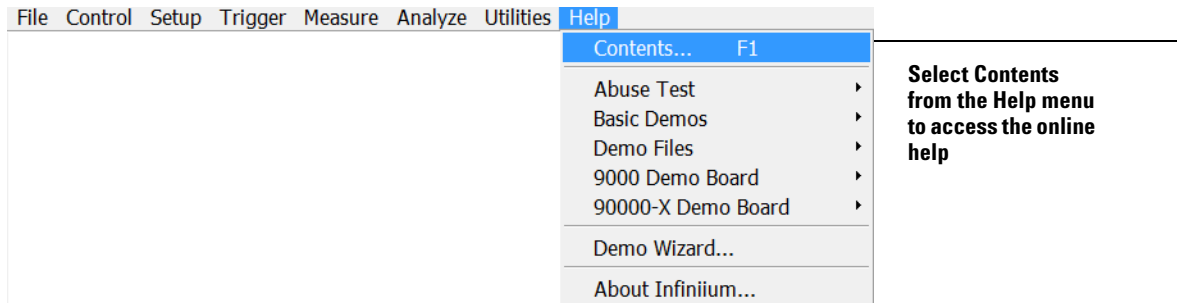 File Control Setup Trigger Measure Analyze Utilities Help
Contents... F1
Abuse Test
Basic Demos
Demo Files
9000 Demo Board
90000-X Demo Board
Demo Wizard...
About Infiniium...
Select Contents
from the Help menu
to access the online
help